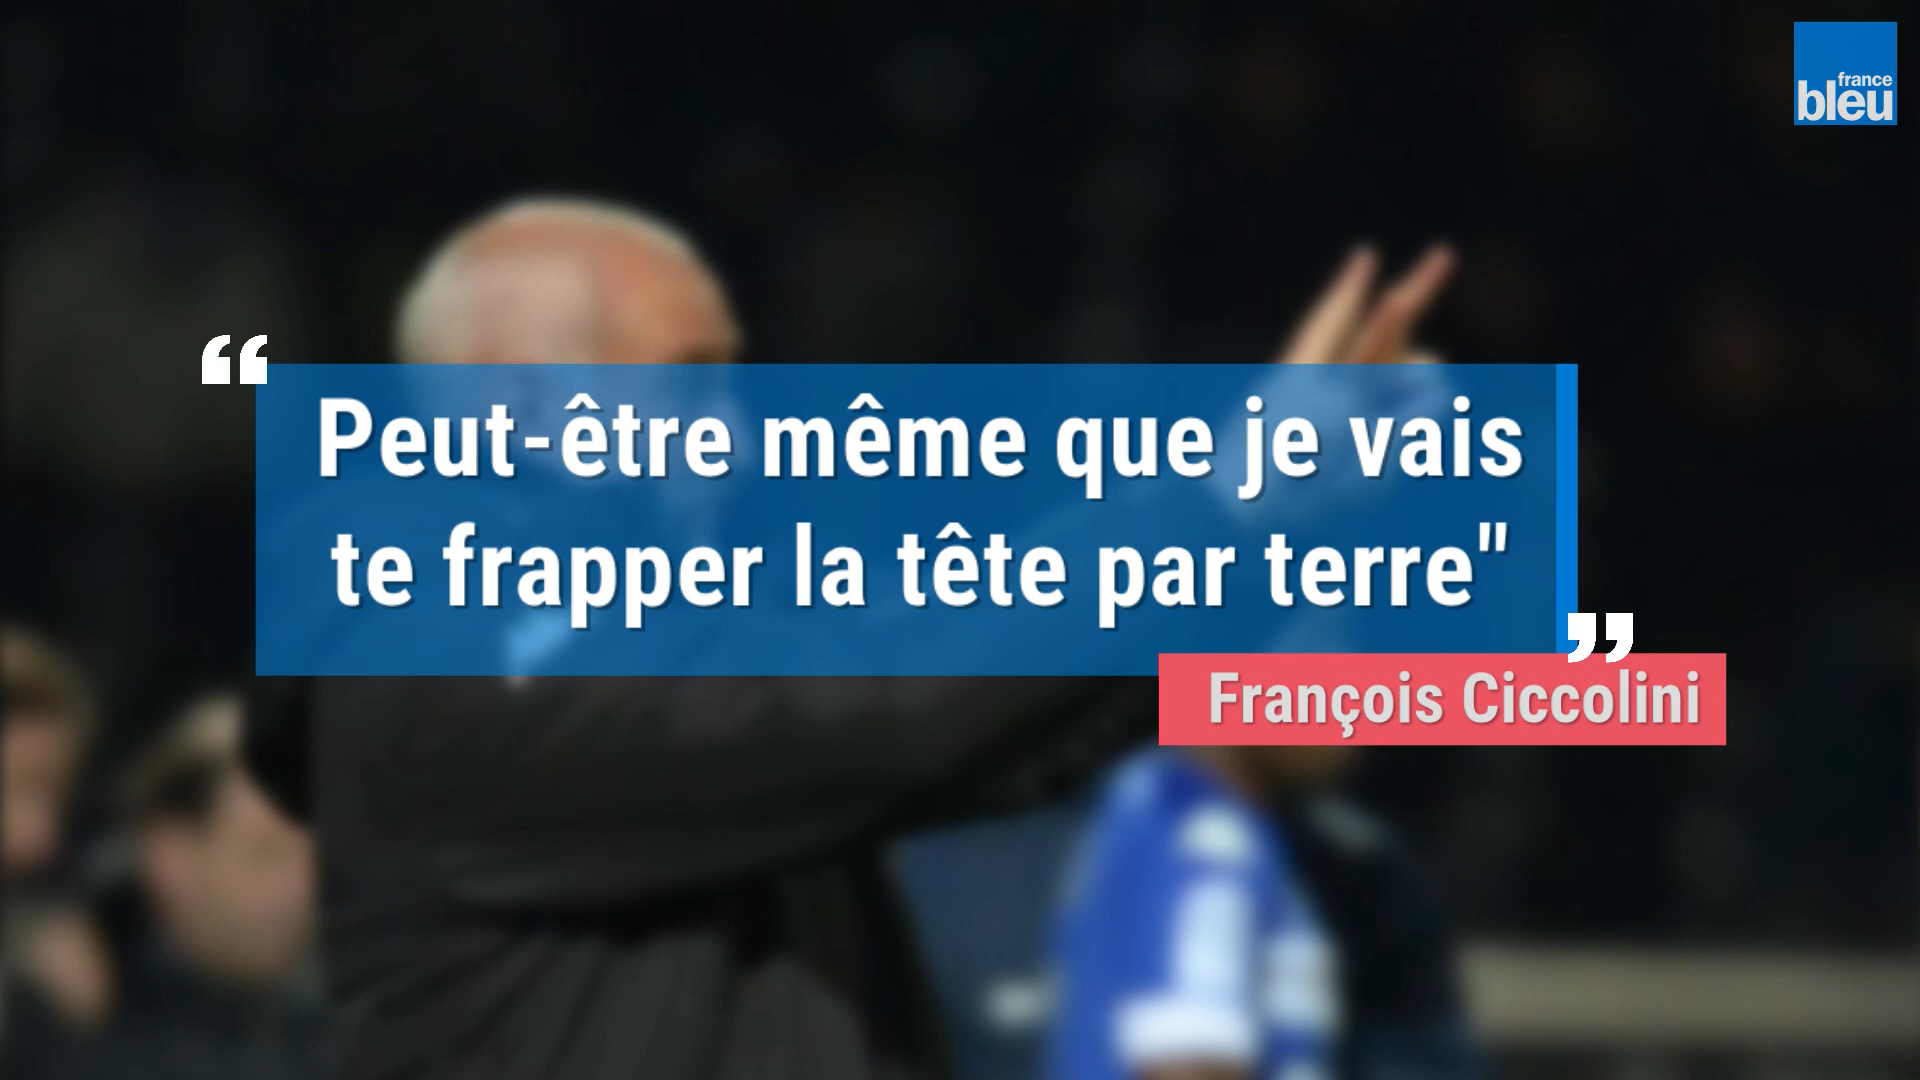 france
bleu
“
Peut-être même que je vais
te frapper la tête par terre"
”
François Ciccolini